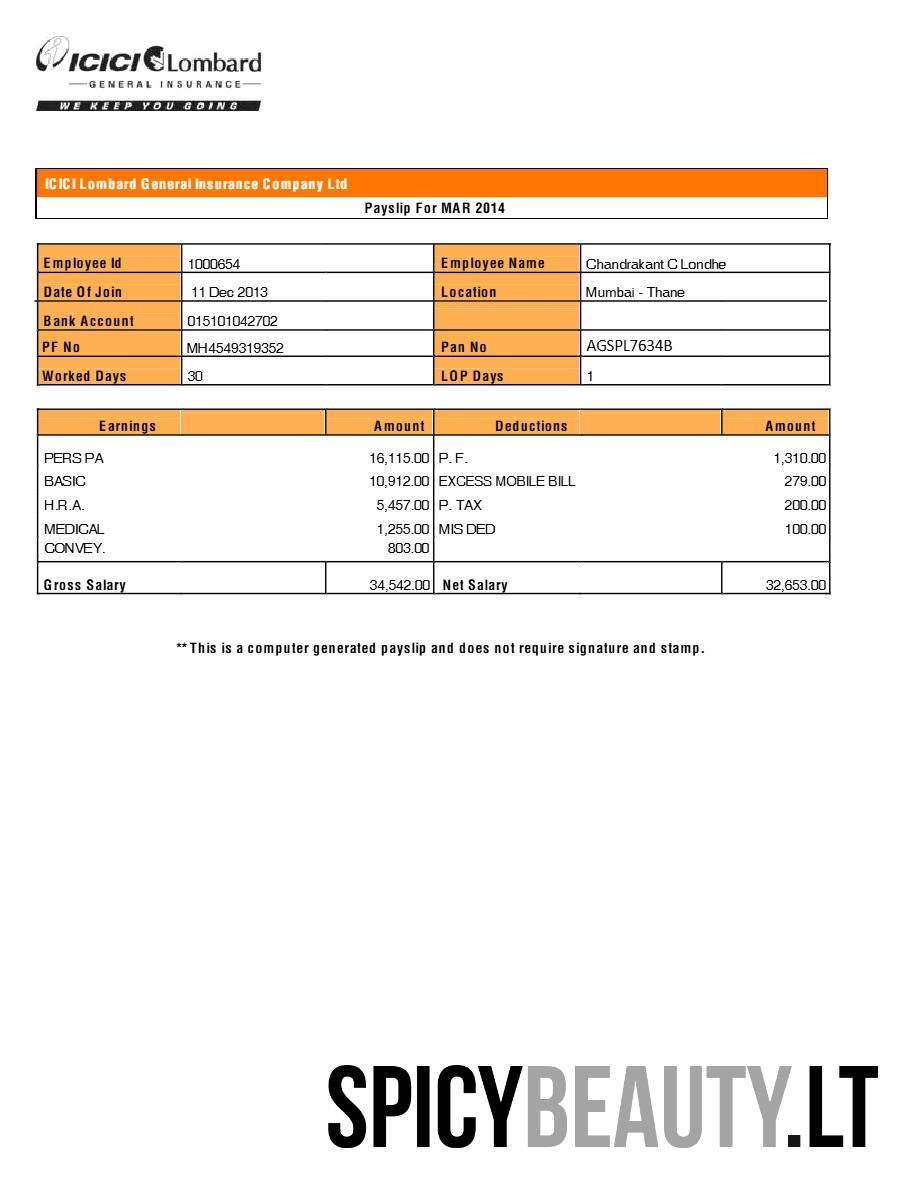 ICICI Lombard
GENERAL INSURANCE
WE KEEP YOU GOING
ICICI Lombard General Insurance Company Ltd
Payslip For MAR 2014
Employee Id 1000654 Employee Name Chandrakant C Londhe
Date Of Join 11 Dec 2013 Location Mumbai - Thane
Bank Account 015101042702
PF No MH4549319352 Pan No AGSPL7634B
Worked Days 30 LOP Days 1
Earnings Amount Deductions Amount
PERS PA 16,115.00 P. F. 1,310.00
BASIC 10,912.00 EXCESS MOBILE BILL 279.00
H.R.A. 5,457.00 P. TAX 200.00
MEDICAL 1,255.00 MIS DED 100.00
CONVEY. 803.00
Gross Salary 34,542.00 Net Salary 32,653.00
** This is a computer generated payslip and does not require signature and stamp.
SPICYBEAUTY.LT